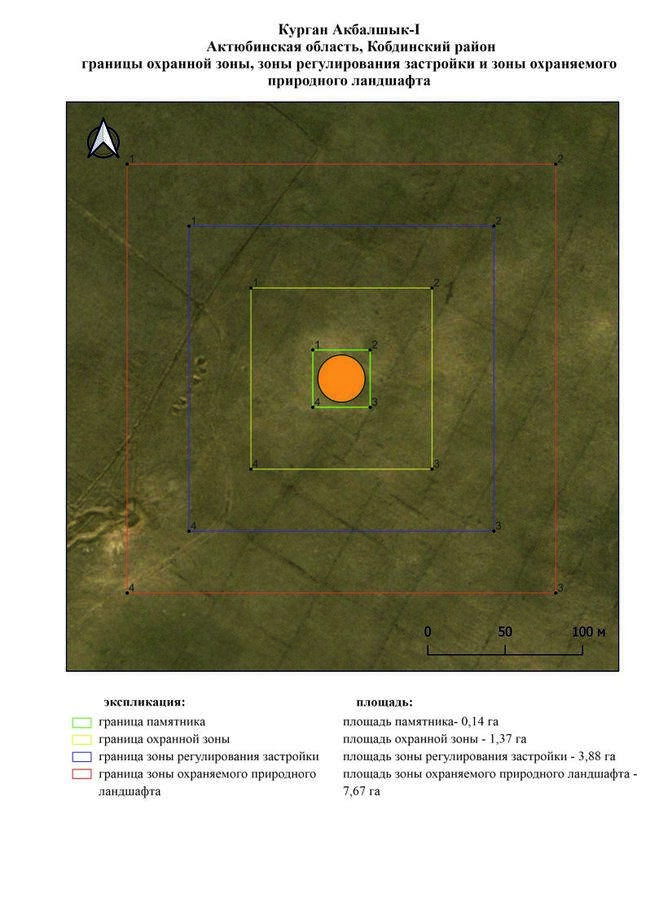 Курган Акбалшык-I
Актюбинская область, Кобдинский район
границы охранной зоны, зоны регулирования застройки и зоны охраняемого
природного ландшафта
1 2
1 2
1 2
1 2
4 3
4 3
4 3
4 3
0 50 100 м
экспликация: площадь:
граница памятника площадь памятника- 0,14 га
граница охранной зоны площадь охранной зоны - 1,37 га
граница зоны регулирования застройки площадь зоны регулирования застройки - 3,88 га
граница зоны охраняемого природного площадь зоны охраняемого природного ландшафта -
ландшафта 7,67 га